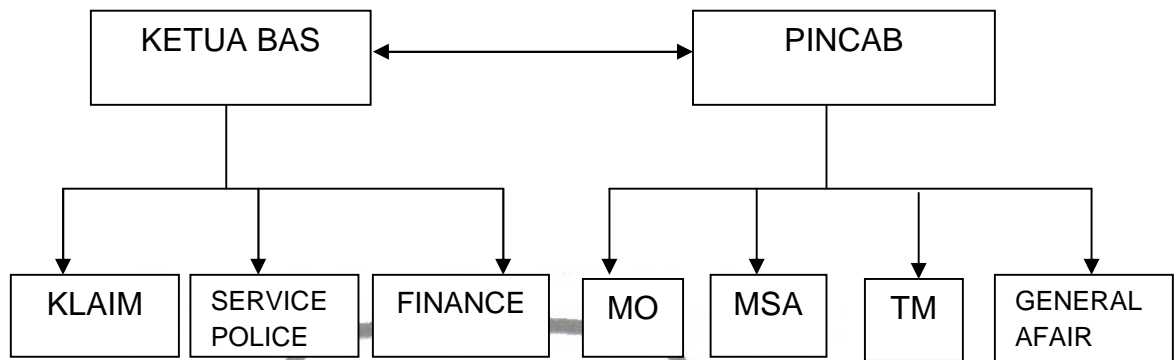 KETUA BAS
PINCAB
KLAIM
SERVICE
POLICE
FINANCE
MO
MSA
TM
GENERAL
AFAIR